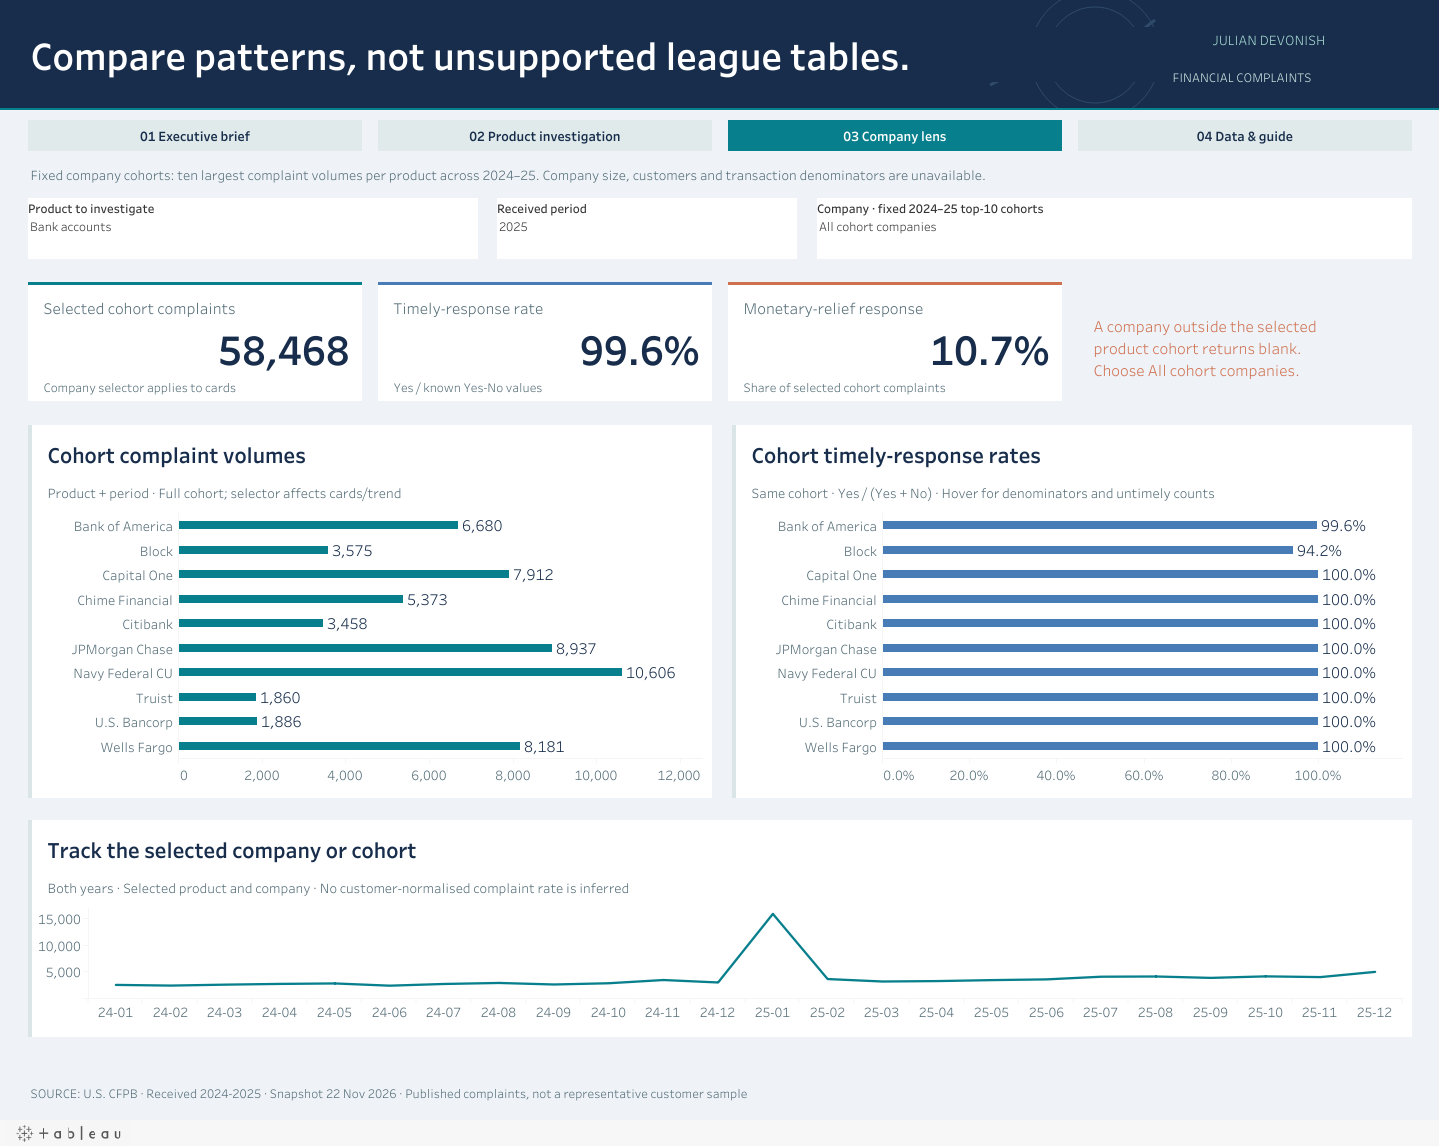 Compare patterns, not unsupported league tables.
JULIAN DEVONISH
FINANCIAL COMPLAINTS
01 Executive brief
02 Product investigation
03 Company lens
04 Data & guide
Fixed company cohorts: ten largest complaint volumes per product across 2024–25. Company size, customers and transaction denominators are unavailable.
Product to investigate
Bank accounts
Received period
2025
Company · fixed 2024–25 top-10 cohorts
All cohort companies
Selected cohort complaints
58,468
Company selector applies to cards
Timely-response rate
99.6%
Yes / known Yes-No values
Monetary-relief response
10.7%
Share of selected cohort complaints
A company outside the selected
product cohort returns blank.
Choose All cohort companies.
Cohort complaint volumes
Product + period · Full cohort; selector affects cards/trend
Bank of America 6,680
Block 3,575
Capital One 7,912
Chime Financial 5,373
Citibank 3,458
JPMorgan Chase 8,937
Navy Federal CU 10,606
Truist 1,860
U.S. Bancorp 1,886
Wells Fargo 8,181
0 2,000 4,000 6,000 8,000 10,000 12,000
Cohort timely-response rates
Same cohort · Yes / (Yes + No) · Hover for denominators and untimely counts
Bank of America 99.6%
Block 94.2%
Capital One 100.0%
Chime Financial 100.0%
Citibank 100.0%
JPMorgan Chase 100.0%
Navy Federal CU 100.0%
Truist 100.0%
U.S. Bancorp 100.0%
Wells Fargo 100.0%
0.0% 20.0% 40.0% 60.0% 80.0% 100.0%
Track the selected company or cohort
Both years · Selected product and company · No customer-normalised complaint rate is inferred
15,000
10,000
5,000
24-01 24-02 24-03 24-04 24-05 24-06 24-07 24-08 24-09 24-10 24-11 24-12 25-01 25-02 25-03 25-04 25-05 25-06 25-07 25-08 25-09 25-10 25-11 25-12
SOURCE: U.S. CFPB · Received 2024-2025 · Snapshot 22 Nov 2026 · Published complaints, not a representative customer sample
+ableau